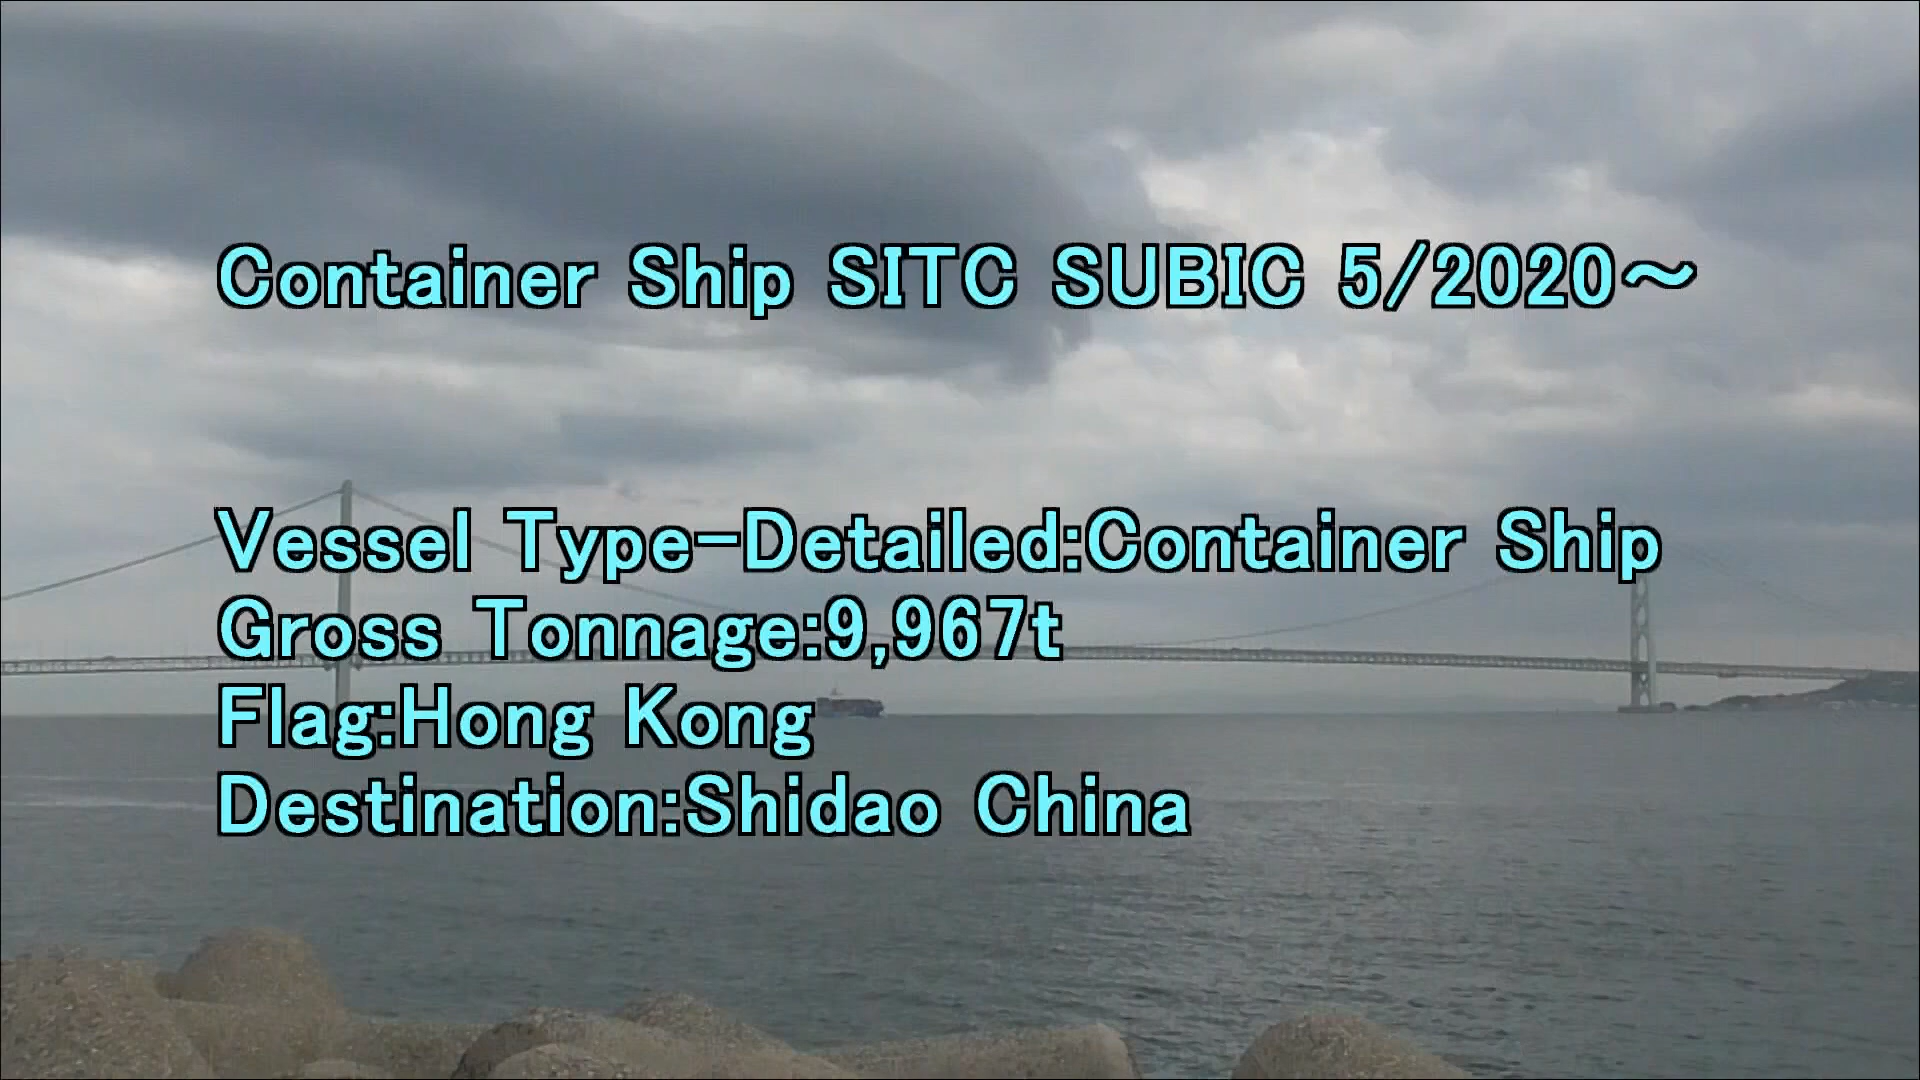 Container Ship SITC SUBIC 5/2020～
Vessel Type-Detailed:Container Ship
Gross Tonnage:9,967t
Flag:Hong Kong
Destination:Shidao China